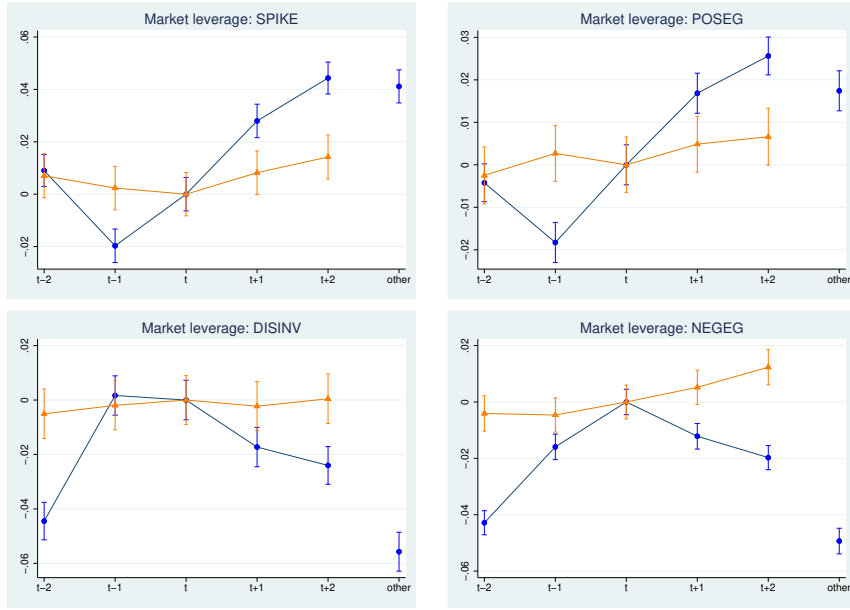 Market leverage: SPIKE
.06
.04
.02
0
−.02
t−2 t−1 t t+1 t+2 other
Market leverage: POSEG
.03
.02
.01
0
−.01
−.02
t−2 t−1 t t+1 t+2 other
Market leverage: DISINV
.02
0
−.02
−.04
−.06
t−2 t−1 t t+1 t+2 other
Market leverage: NEGEG
.02
0
−.02
−.04
−.06
t−2 t−1 t t+1 t+2 other